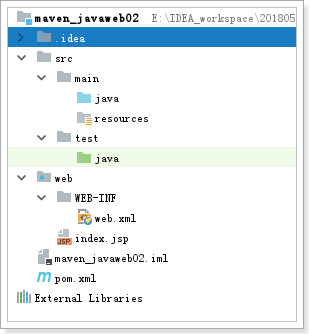 maven_javaweb02 E:\IDEA_workspace\201805
.idea
src
main
java
resources
test
java
web
WEB-INF
web.xml
JSP index.jsp
maven_javaweb02.iml
m pom.xml
External Libraries